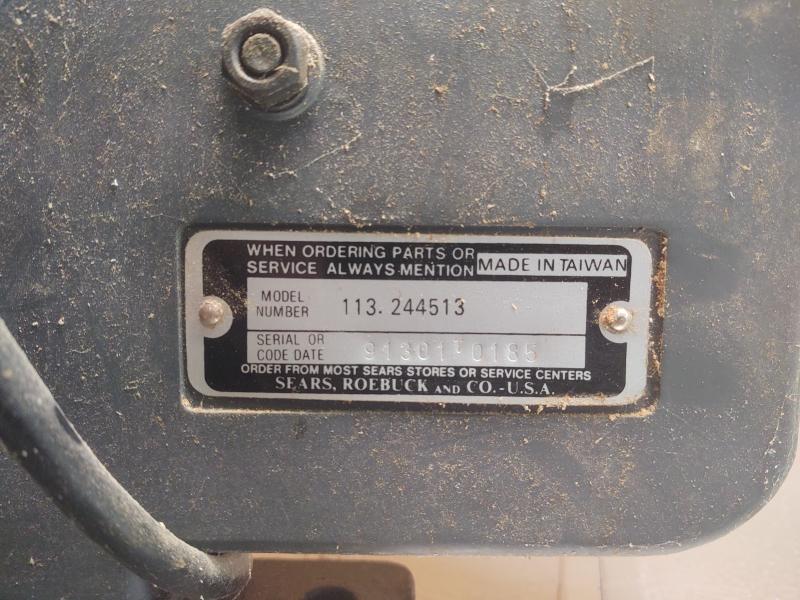 WHEN ORDERING PARTS OR
SERVICE ALWAYS MENTION
MADE IN TAIWAN
MODEL
NUMBER 113.244513
SERIAL OR
CODE DATE 91301T0185
ORDER FROM MOST SEARS STORES OR SERVICE CENTERS
SEARS, ROEBUCK AND CO.-U.S.A.